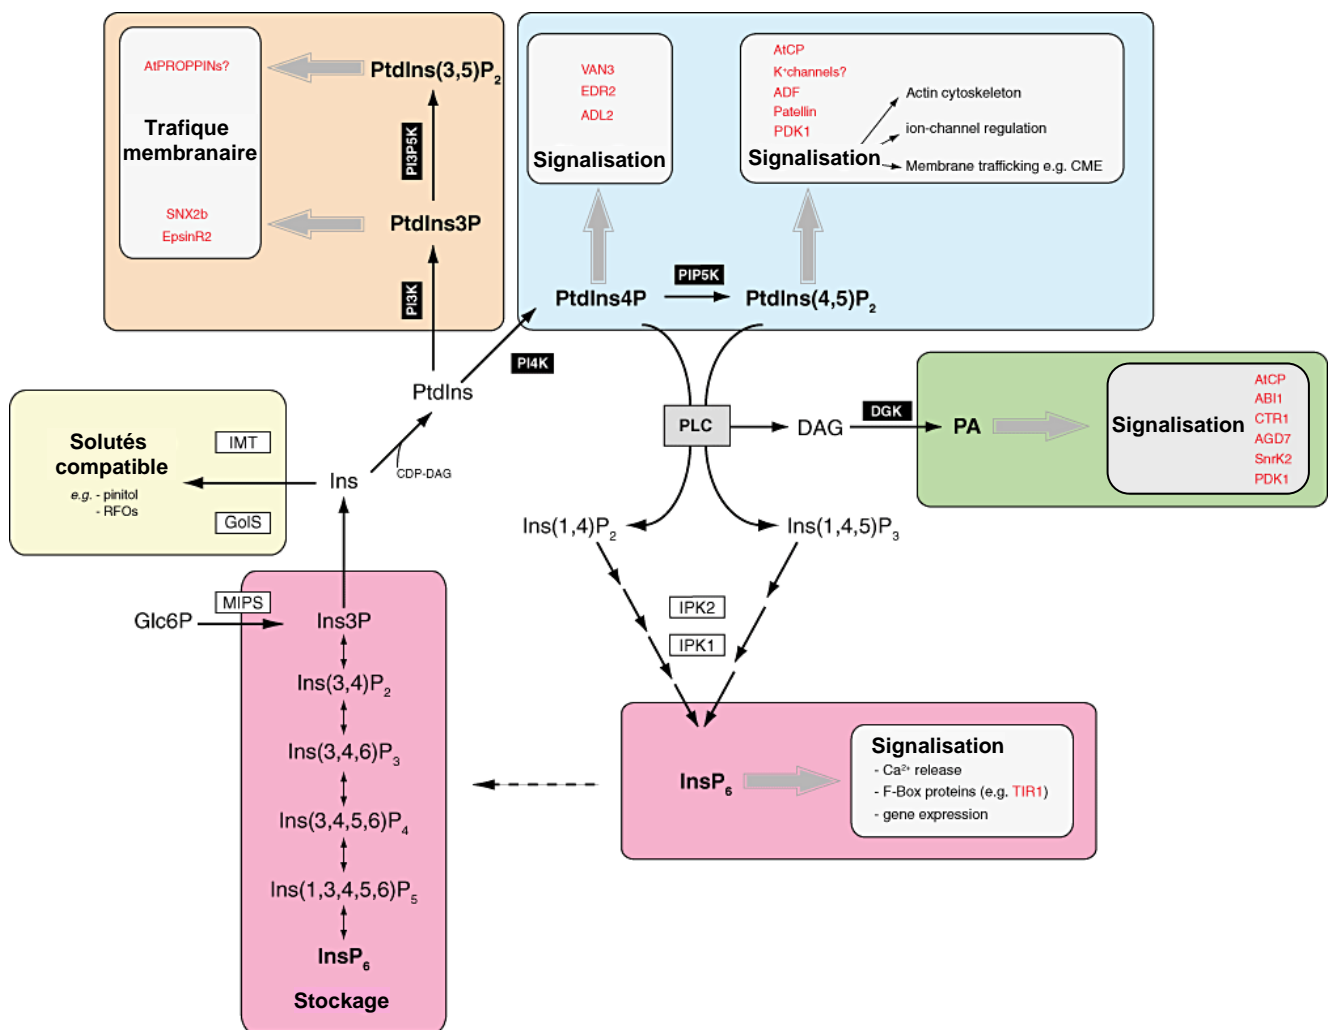 AtPROPPINs?
Trafique
membranaire
SNX2b
EpsinR2
PtdIns(3,5)P2
PI3P5K
PtdIns3P
PI3K
VAN3
EDR2
ADL2
Signalisation
AtCP
K+channels?
ADF
Patellin
PDK1
Signalisation
Actin cytoskeleton
ion-channel regulation
Membrane trafficking e.g. CME
PtdIns4P
PIP5K
PtdIns(4,5)P2
PI4K
PtdIns
CDP-DAG
Ins
Solutés
compatible
e.g. - pinitol
- RFOs
IMT
GolS
PLC
DAG
DGK
PA
Signalisation
AtCP
ABI1
CTR1
AGD7
SnrK2
PDK1
Ins(1,4)P2
Ins(1,4,5)P3
IPK2
IPK1
Glc6P
MIPS
Ins3P
Ins(3,4)P2
Ins(3,4,6)P3
Ins(3,4,5,6)P4
Ins(1,3,4,5,6)P5
InsP6
Stockage
InsP6
Signalisation
- Ca2+ release
- F-Box proteins (e.g. TIR1)
- gene expression